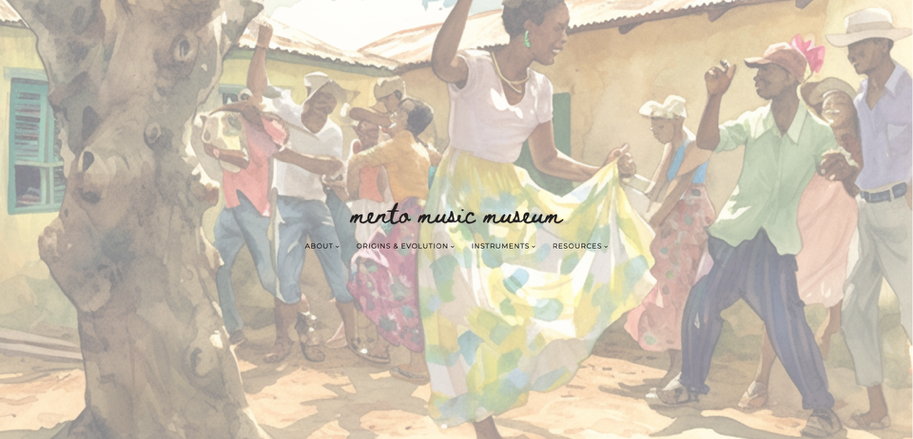 mento music museum
ABOUT ORIGINS & EVOLUTION INSTRUMENTS RESOURCES